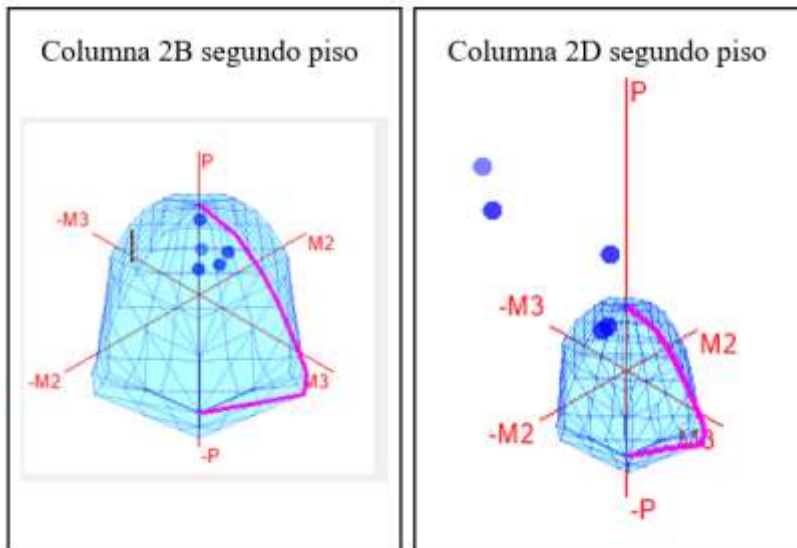 Columna 2B segundo piso
P
-M3
M2
-M2
M3
-P
Columna 2D segundo piso
P
-M3
M2
-M2
M3
-P